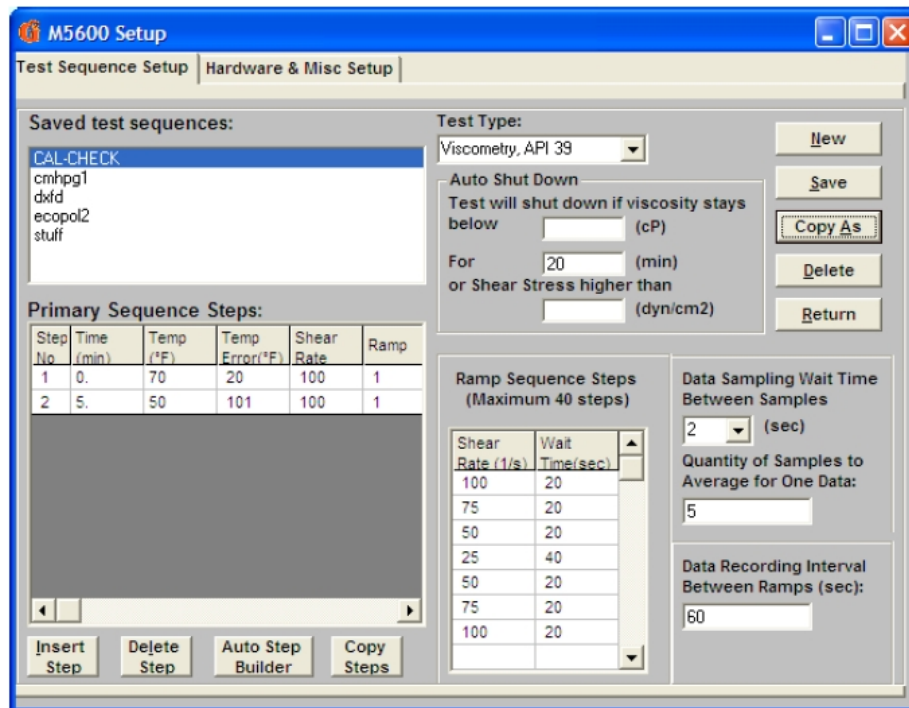 M5600 Setup
Test Sequence Setup
Hardware & Misc Setup
Saved test sequences:
CAL-CHECK
cmhpg1
dxfd
ecopol2
stuff
Test Type:
Viscometry, API 39
Auto Shut Down
Test will shut down if viscosity stays
below (cP)
For 20 (min)
or Shear Stress higher than
(dyn/cm2)
New
Save
Copy As
Delete
Return
Primary Sequence Steps:
Step No Time (min) Temp (°F) Temp Error(°F) Shear Rate Ramp
1 0. 70 20 100 1
2 5. 50 101 100 1
Insert Step
Delete Step
Auto Step Builder
Copy Steps
Ramp Sequence Steps
(Maximum 40 steps)
Shear Rate (1/s) Wait Time(sec)
100 20
75 20
50 20
25 40
50 20
75 20
100 20
Data Sampling Wait Time
Between Samples
2 (sec)
Quantity of Samples to
Average for One Data:
5
Data Recording Interval
Between Ramps (sec):
60